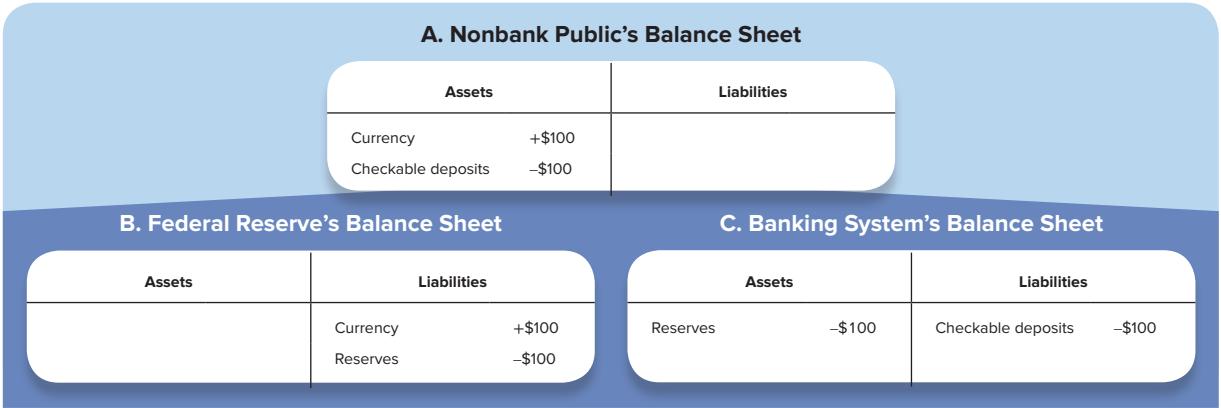 A. Nonbank Public’s Balance Sheet
Assets Liabilities
Currency +$100
Checkable deposits –$100
B. Federal Reserve’s Balance Sheet
Assets Liabilities
Currency +$100
Reserves –$100
C. Banking System’s Balance Sheet
Assets Liabilities
Reserves –$100 Checkable deposits –$100